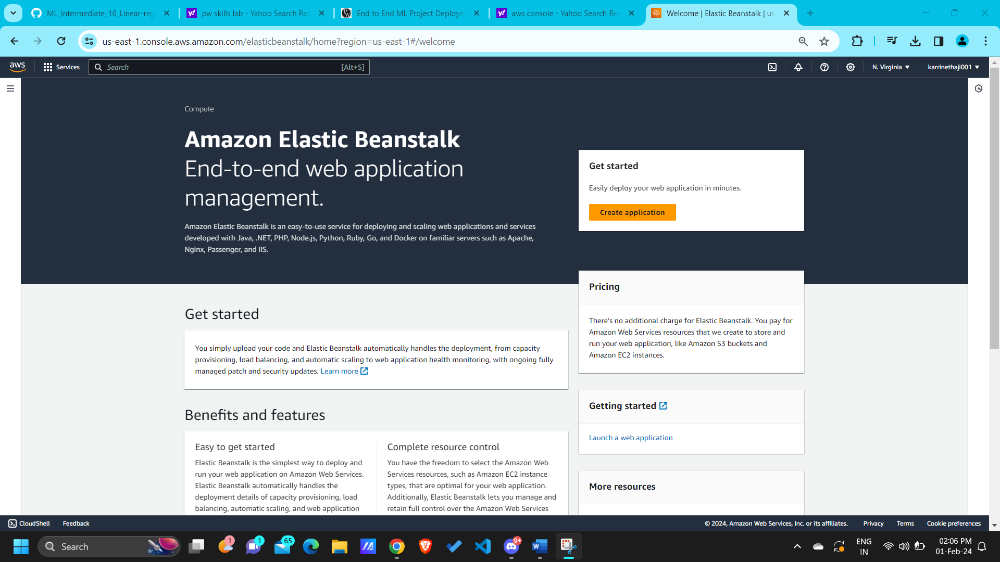 ML_Intermediate_16_Linear-reg
pw skills lab - Yahoo Search Res
End to End ML Project Deploym
aws console - Yahoo Search Res
Welcome | Elastic Beanstalk | us
us-east-1.console.aws.amazon.com/elasticbeanstalk/home?region=us-east-1#/welcome
aws
Services
Search
[Alt+S]
N. Virginia
karrinethaji001
Compute
Amazon Elastic Beanstalk
End-to-end web application
management.
Amazon Elastic Beanstalk is an easy-to-use service for deploying and scaling web applications and services
developed with Java, .NET, PHP, Node.js, Python, Ruby, Go, and Docker on familiar servers such as Apache,
Nginx, Passenger, and IIS.
Get started
Easily deploy your web application in minutes.
Create application
Pricing
There's no additional charge for Elastic Beanstalk. You pay for
Amazon Web Services resources that we create to store and
run your web application, like Amazon S3 buckets and
Amazon EC2 instances.
Get started
You simply upload your code and Elastic Beanstalk automatically handles the deployment, from capacity
provisioning, load balancing, and automatic scaling to web application health monitoring, with ongoing fully
managed patch and security updates. Learn more
Getting started
Launch a web application
Benefits and features
Easy to get started
Elastic Beanstalk is the simplest way to deploy and
run your web application on Amazon Web Services.
Elastic Beanstalk automatically handles the
deployment details of capacity provisioning, load
balancing, automatic scaling, and web application
Complete resource control
You have the freedom to select the Amazon Web
Services resources, such as Amazon EC2 instance
types, that are optimal for your web application.
Additionally, Elastic Beanstalk lets you manage and
retain full control over the Amazon Web Services
More resources
CloudShell
Feedback
© 2024, Amazon Web Services, Inc. or its affiliates.
Privacy
Terms
Cookie preferences
Search
1
1
65
9+
ENG
IN
02:06 PM
01-Feb-24